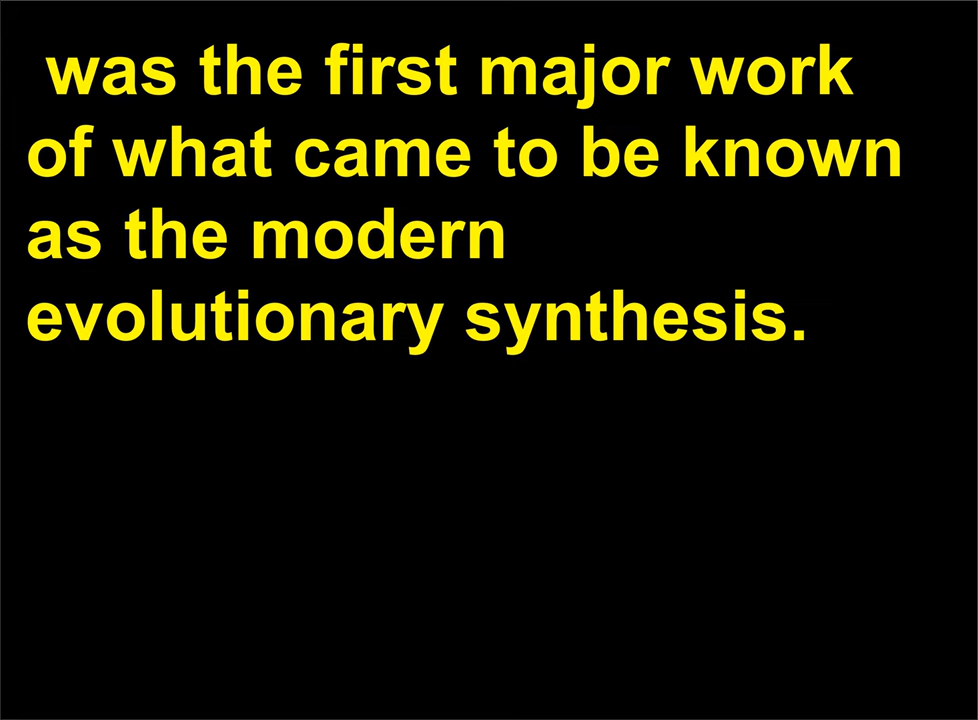 was the first major work
of what came to be known
as the modern
evolutionary synthesis.